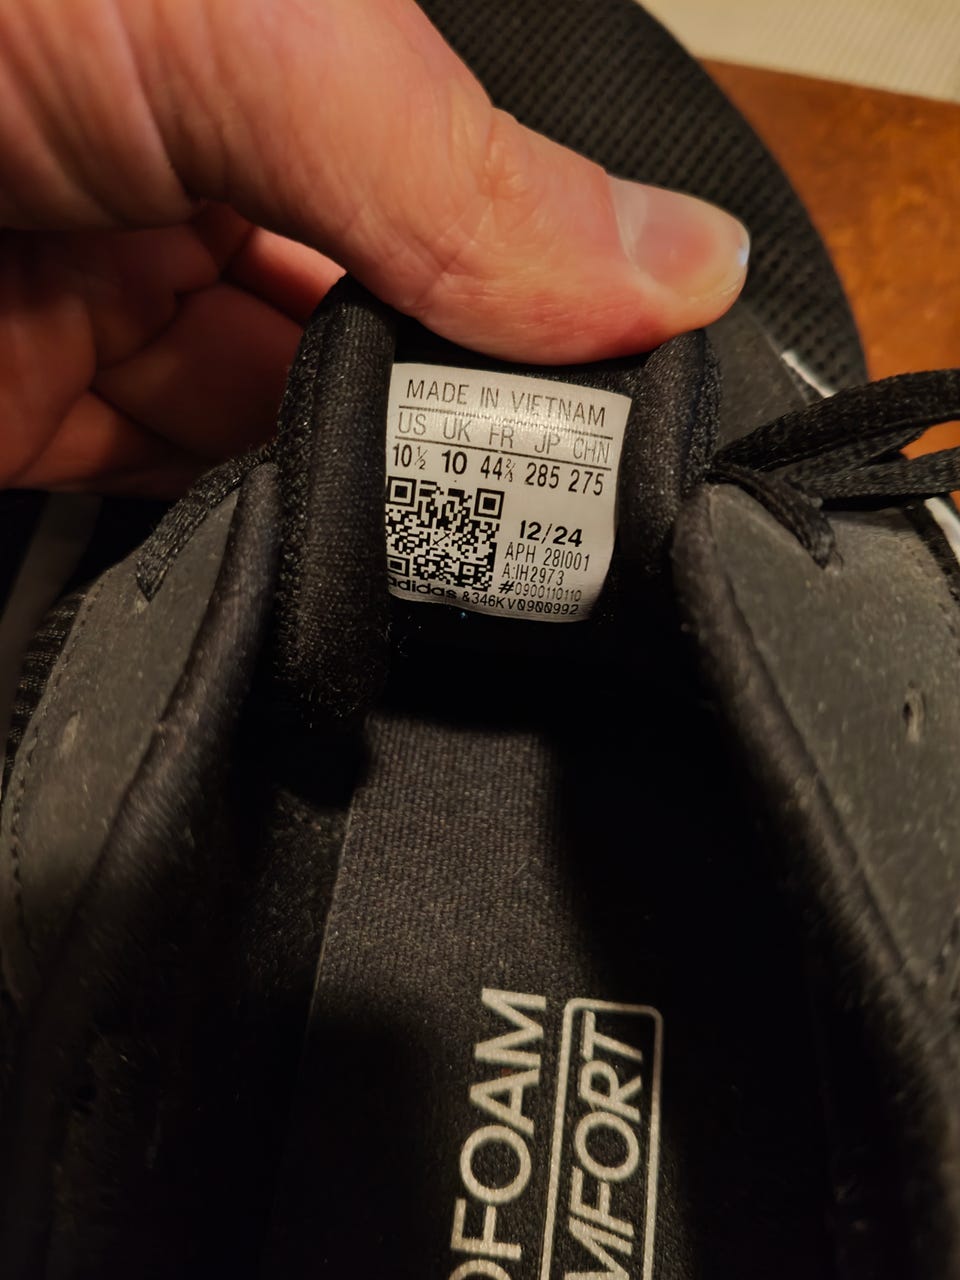 MADE IN VIETNAM
US UK FR JP CHN
10½ 10 44⅔ 285 275
12/24
APH 28I001
A:IH2973
#0900110110
adidas &346KV0900992
OFOAM
MFORT